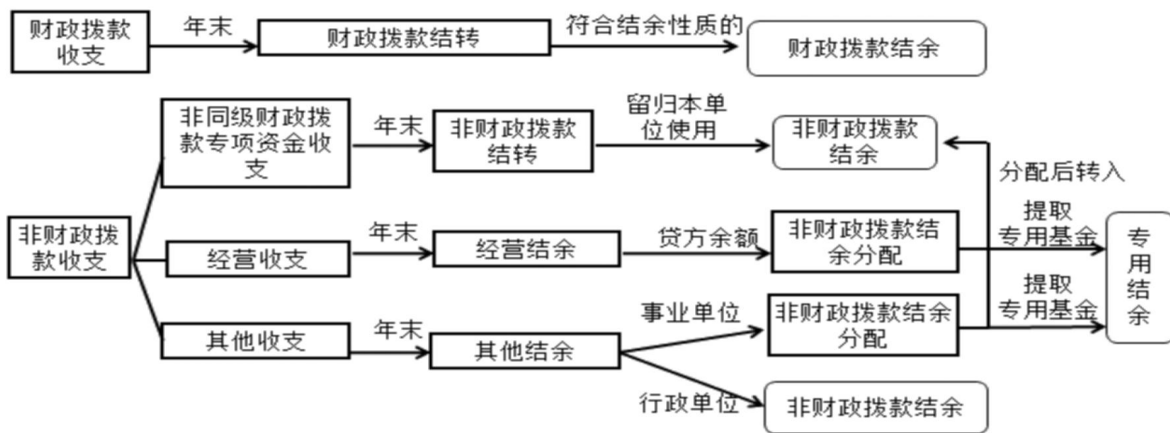 财政拨款
收支
年末
财政拨款结转
符合结余性质的
财政拨款结余
非财政拨
款收支
非同级财政拨
款专项资金收
支
年末
非财政拨款
结转
留归本单
位使用
非财政拨款
结余
分配后转入
经营收支
年末
经营结余
贷方余额
非财政拨款结
余分配
提取
专用基金
专
用
结
余
其他收支
年末
其他结余
事业单位
非财政拨款结余
分配
提取
专用基金
行政单位
非财政拨款结余